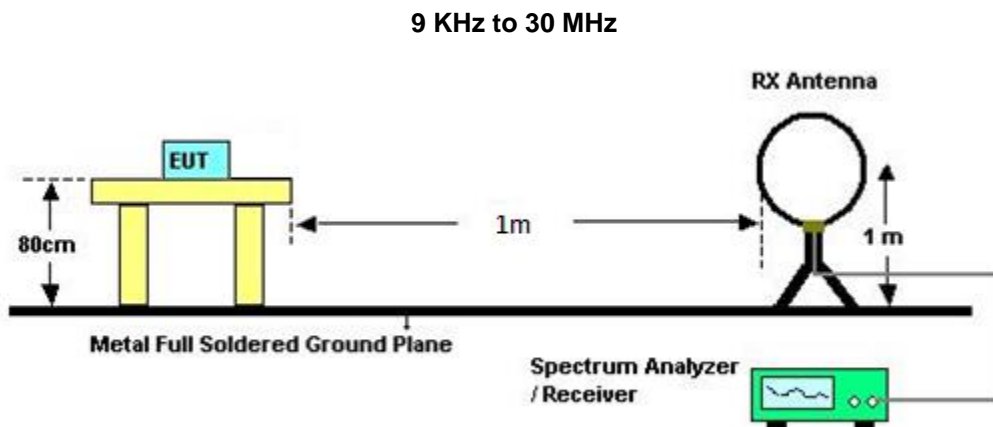 9 KHz to 30 MHz
RX Antenna
EUT
1m
80cm
1 m
Metal Full Soldered Ground Plane
Spectrum Analyzer
/ Receiver